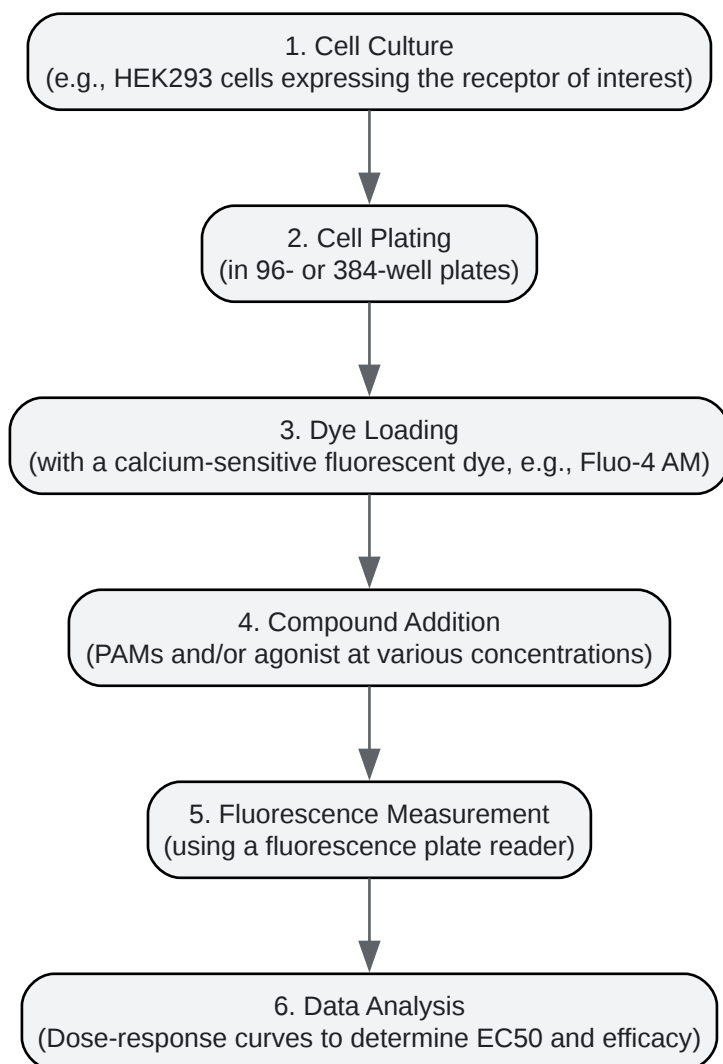 1. Cell Culture
(e.g., HEK293 cells expressing the receptor of interest)
2. Cell Plating
(in 96- or 384-well plates)
3. Dye Loading
(with a calcium-sensitive fluorescent dye, e.g., Fluo-4 AM)
4. Compound Addition
(PAMs and/or agonist at various concentrations)
5. Fluorescence Measurement
(using a fluorescence plate reader)
6. Data Analysis
(Dose-response curves to determine EC50 and efficacy)